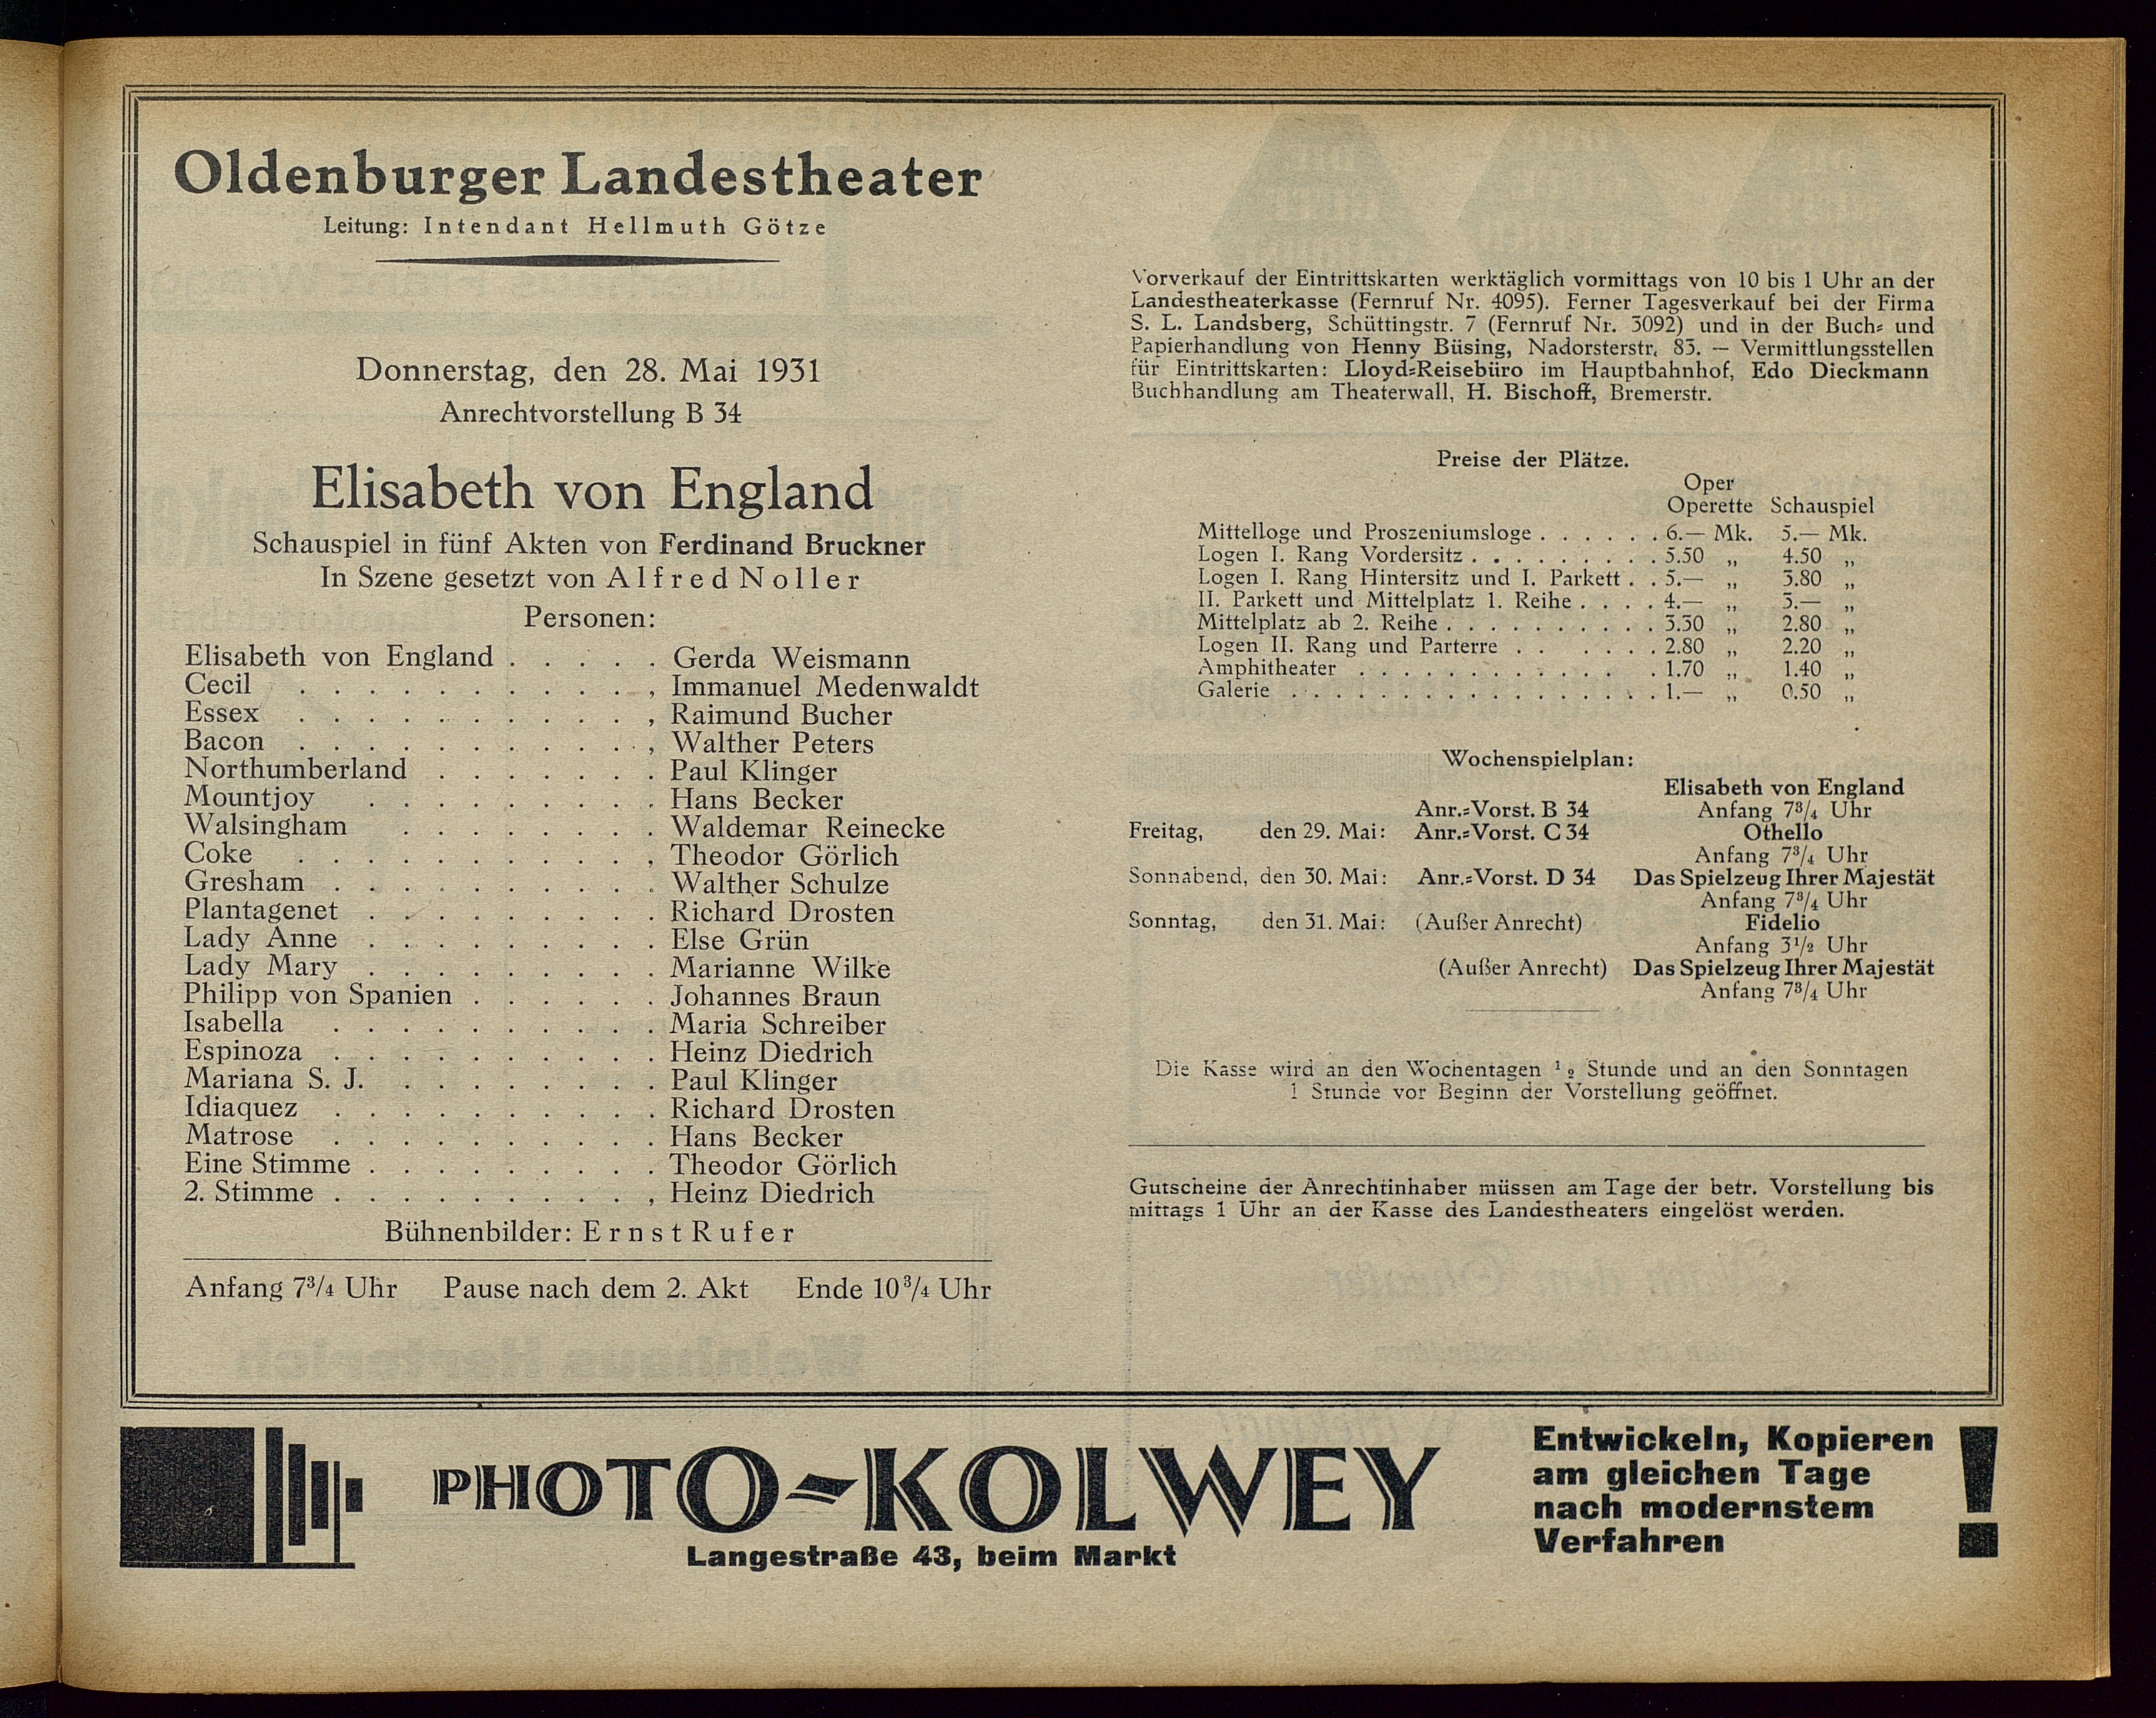 Oldenburger Landestheater
Leitung: Intendant Hellmuth Götze
Donnerstag, den 28. Mai 1931
Anrechtvorstellung B 34
Elisabeth von England
Schauspiel in fünf Akten von Ferdinand Bruckner
In Szene gesetzt von Alfred Noller
Personen:
Elisabeth von England . . . . . Gerda Weismann
Cecil . . . . . . . . . . , Immanuel Medenwaldt
Essex . . . . . . . . . . , Raimund Bucher
Bacon . . . . . . . . . . , Walther Peters
Northumberland . . . . . . . Paul Klinger
Mountjoy . . . . . . . . . Hans Becker
Walsingham . . . . . . . . Waldemar Reinecke
Coke . . . . . . . . . . , Theodor Görlich
Gresham . . . . . . . . . . Walther Schulze
Plantagenet . . . . . . . . . Richard Drosten
Lady Anne . . . . . . . . . Else Grün
Lady Mary . . . . . . . . . Marianne Wilke
Philipp von Spanien . . . . . . Johannes Braun
Isabella . . . . . . . . . . Maria Schreiber
Espinoza . . . . . . . . . . Heinz Diedrich
Mariana S. J. . . . . . . . . Paul Klinger
Idiaquez . . . . . . . . . . Richard Drosten
Matrose . . . . . . . . . . Hans Becker
Eine Stimme . . . . . . . . . Theodor Görlich
2. Stimme . . . . . . . . . , Heinz Diedrich
Bühnenbilder: Ernst Rufer
Anfang 7¾ Uhr Pause nach dem 2. Akt Ende 10¾ Uhr
Vorverkauf der Eintrittskarten werktäglich vormittags von 10 bis 1 Uhr an der
Landestheaterkasse (Fernruf Nr. 4095). Ferner Tagesverkauf bei der Firma
S. L. Landsberg, Schüttingstr. 7 (Fernruf Nr. 3092) und in der Buch- und
Papierhandlung von Henny Büsing, Nadorsterstr. 83. — Vermittlungsstellen
für Eintrittskarten: Lloyd-Reisebüro im Hauptbahnhof, Edo Dieckmann
Buchhandlung am Theaterwall, H. Bischoff, Bremerstr.
Preise der Plätze.
Oper
Operette Schauspiel
Mittelloge und Proszeniumsloge . . . . . . 6.— Mk. 5.— Mk.
Logen I. Rang Vordersitz . . . . . . . . . 5.50 „ 4.50 „
Logen I. Rang Hintersitz und I. Parkett . . 5.— „ 3.80 „
II. Parkett und Mittelplatz 1. Reihe . . . . 4.— „ 3.— „
Mittelplatz ab 2. Reihe . . . . . . . . . . 3.30 „ 2.80 „
Logen II. Rang und Parterre . . . . . . 2.80 „ 2.20 „
Amphitheater . . . . . . . . . . . . 1.70 „ 1.40 „
Galerie . . . . . . . . . . . . . . . . 1.— „ 0.50 „
Wochenspielplan:
Elisabeth von England
Anr.-Vorst. B 34 Anfang 7¾ Uhr
Freitag, den 29. Mai: Anr.-Vorst. C 34 Othello
Anfang 7¾ Uhr
Sonnabend, den 30. Mai: Anr.-Vorst. D 34 Das Spielzeug Ihrer Majestät
Anfang 7¾ Uhr
Sonntag, den 31. Mai: (Außer Anrecht) Fidelio
Anfang 3½ Uhr
(Außer Anrecht) Das Spielzeug Ihrer Majestät
Anfang 7¾ Uhr
Die Kasse wird an den Wochentagen ½ Stunde und an den Sonntagen
1 Stunde vor Beginn der Vorstellung geöffnet.
Gutscheine der Anrechtinhaber müssen am Tage der betr. Vorstellung bis
mittags 1 Uhr an der Kasse des Landestheaters eingelöst werden.
PHOTO-KOLWEY
Langestraße 43, beim Markt
Entwickeln, Kopieren
am gleichen Tage
nach modernstem
Verfahren !